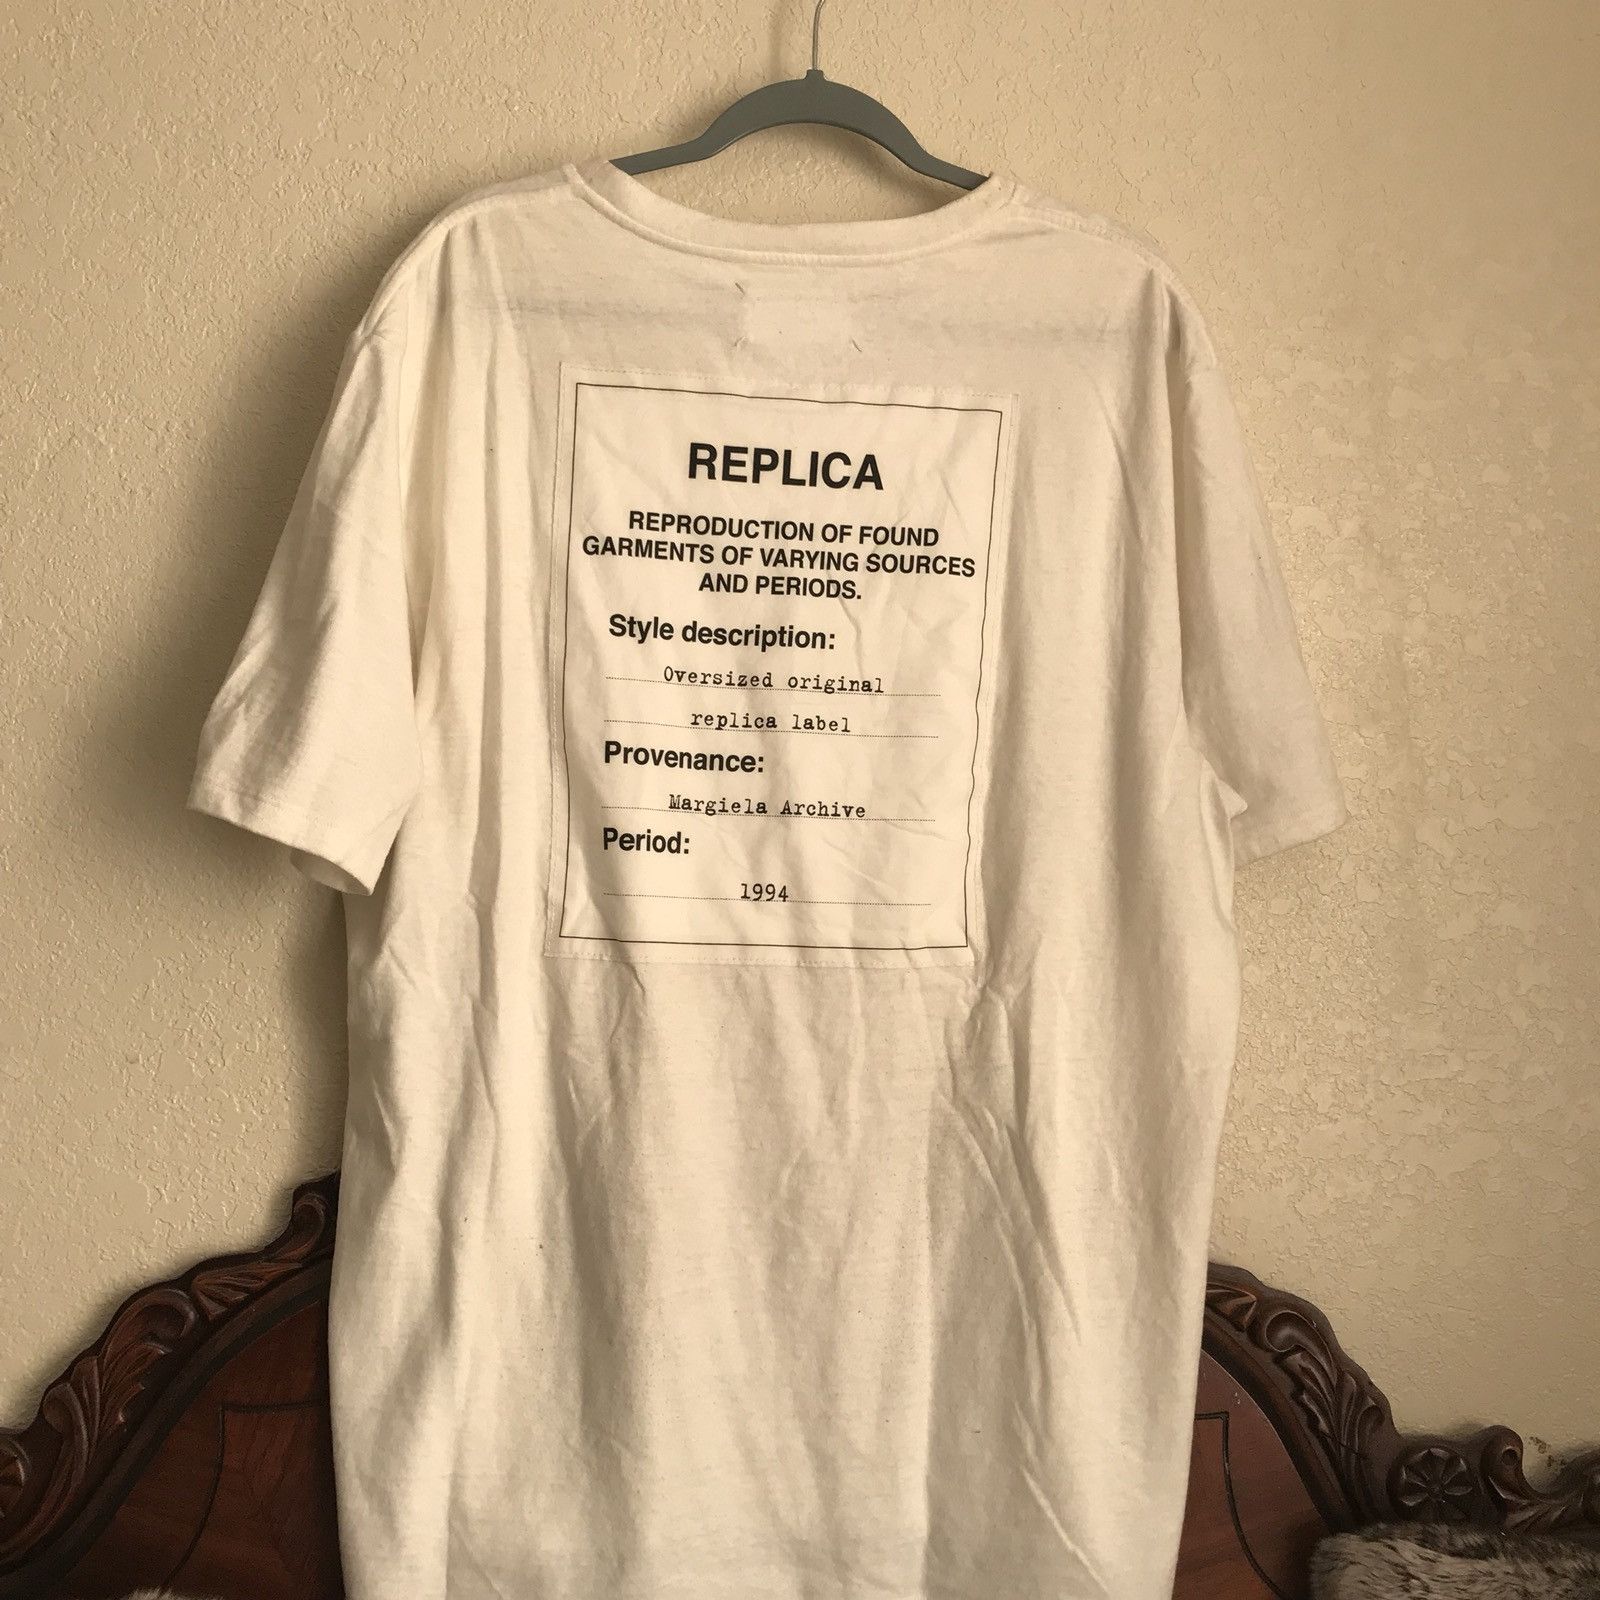 REPLICA
REPRODUCTION OF FOUND
GARMENTS OF VARYING SOURCES
AND PERIODS.
Style description:
Oversized original
replica label
Provenance:
Margiela Archive
Period:
1994